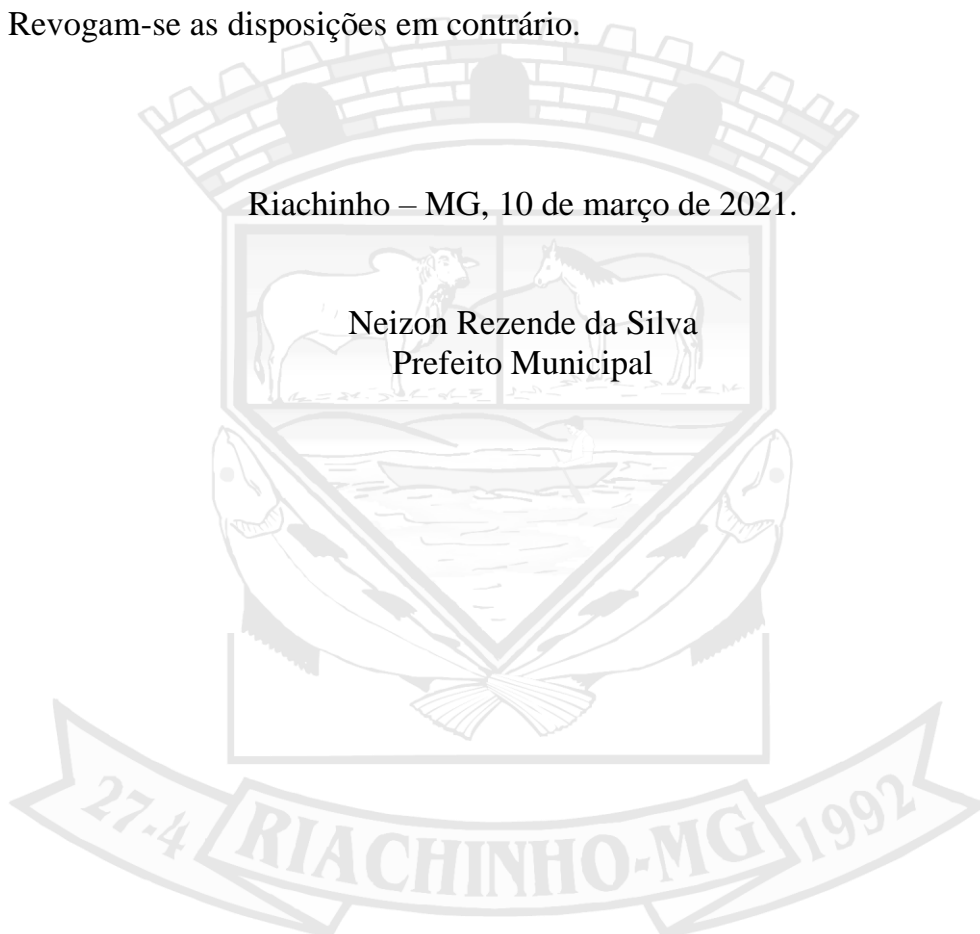 Revogam-se as disposições em contrário.
Riachinho – MG, 10 de março de 2021.
Neizon Rezende da Silva
Prefeito Municipal
27-4 RIACHINHO-MG 1992